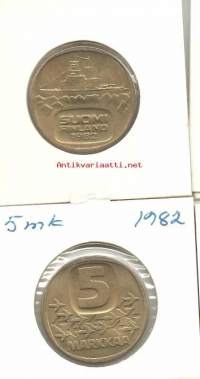 SUOMI
FINLAND
1982
Antikvariaatti.net
5 mk 1982
5
MARKKAA